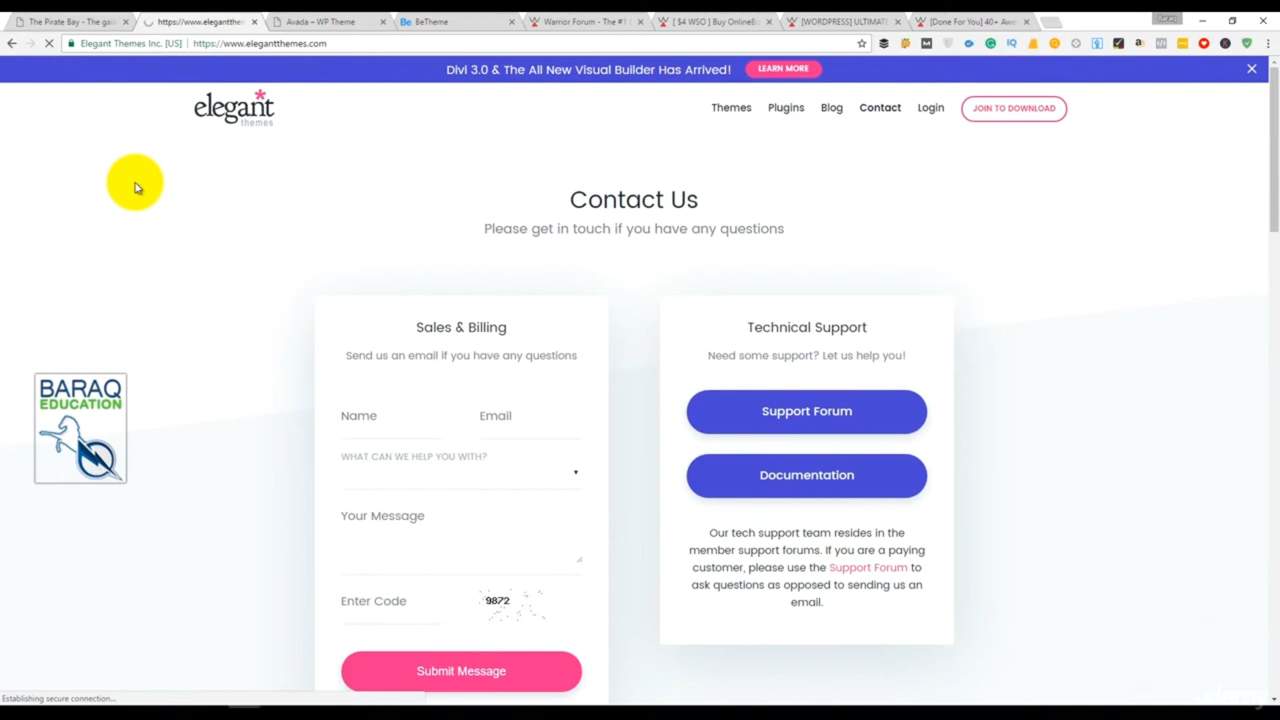 The Pirate Bay - The gal
https://www.elegantthem
Avada – WP Theme
BeTheme
Warrior Forum - The #1
[ $4 WSO ] Buy OnlineBi
[WORDPRESS] ULTIMATE
[Done For You] 40+ Awe
Baraq
Elegant Themes Inc. [US] https://www.elegantthemes.com
Divi 3.0 & The All New Visual Builder Has Arrived! LEARN MORE
elegant
themes
Themes Plugins Blog Contact Login JOIN TO DOWNLOAD
Contact Us
Please get in touch if you have any questions
Sales & Billing
Send us an email if you have any questions
Name Email
WHAT CAN WE HELP YOU WITH?
Your Message
Enter Code 9872
Submit Message
Technical Support
Need some support? Let us help you!
Support Forum
Documentation
Our tech support team resides in the
member support forums. If you are a paying
customer, please use the Support Forum to
ask questions as opposed to sending us an
email.
BARAQ
EDUCATION
Establishing secure connection...